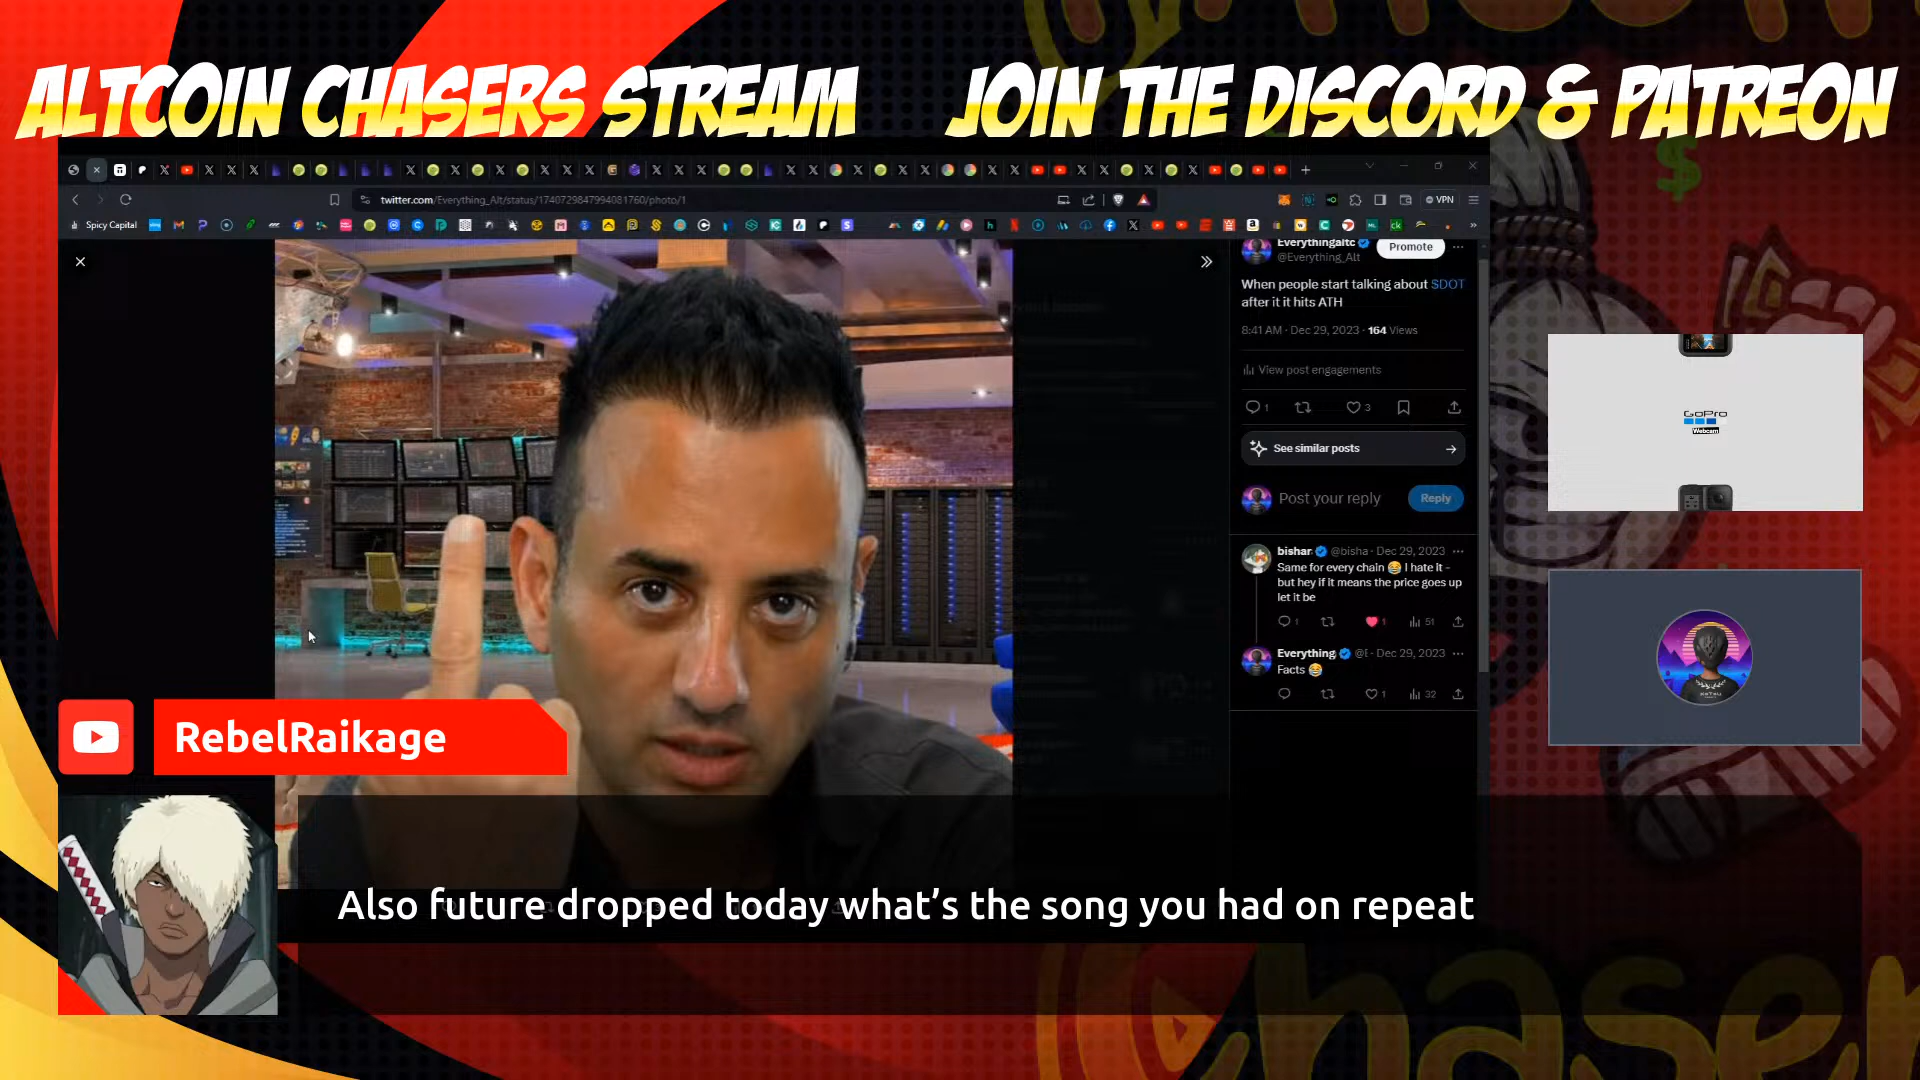 ALTCOIN CHASERS STREAM
JOIN THE DISCORD & PATREON
twitter.com/Everything_Alt/status/1740729847994081760/photo/1
VPN
Spicy Capital
Everythingaltc
Promote
@Everything_Alt
When people start talking about $DOT
after it it hits ATH
8:41 AM · Dec 29, 2023 · 164 Views
View post engagements
1
3
See similar posts
Post your reply
Reply
bishar @bisha · Dec 29, 2023
Same for every chain 😂 I hate it -
but hey if it means the price goes up
let it be
1
1
51
Everything @E · Dec 29, 2023
Facts 😂
1
32
GoPro
Webcam
RebelRaikage
Also future dropped today what's the song you had on repeat